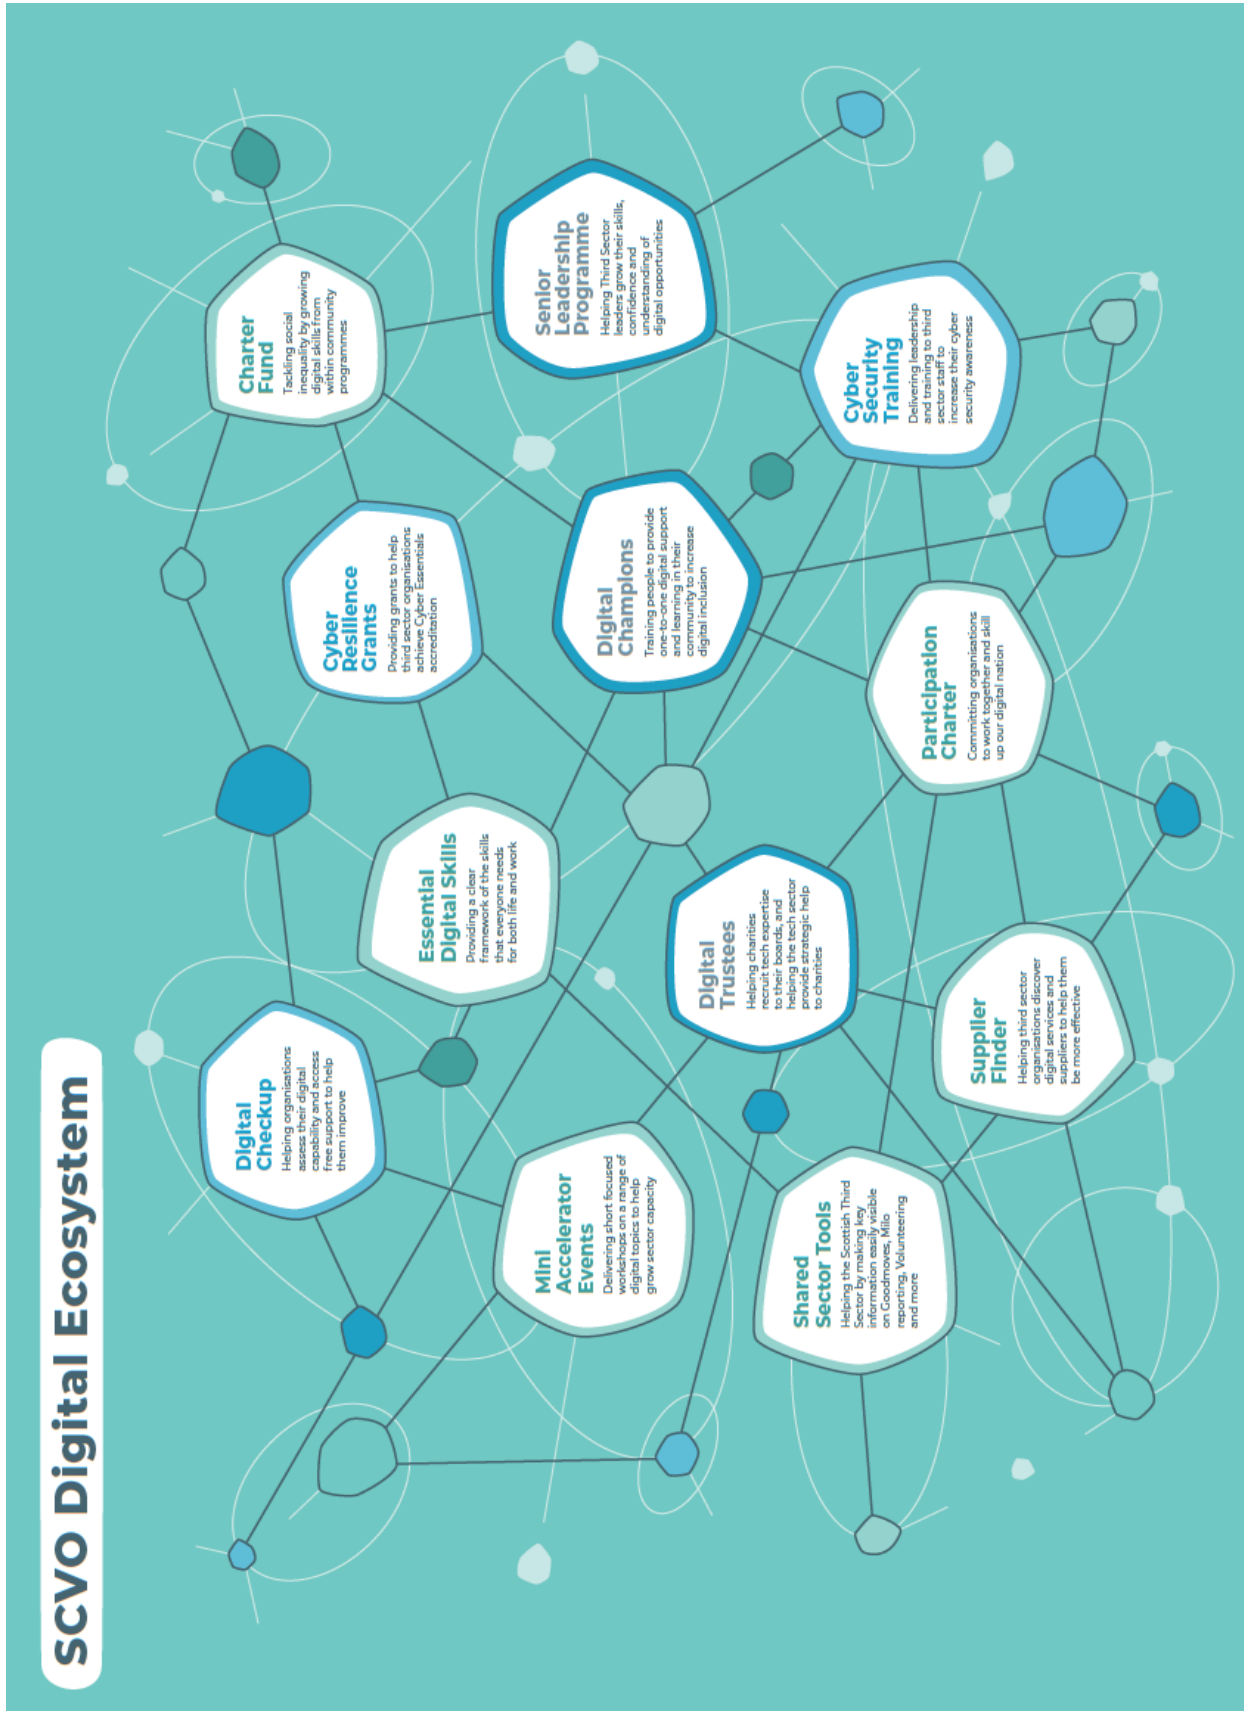 SCVO Digital Ecosystem
Digital
Checkup
Helping organisations
assess their digital
capability and access
free support to help
them improve
Essential
Digital Skills
Providing a clear
framework of the skills
that everyone needs
for both life and work
Cyber
Resilience
Grants
Providing grants to help
third sector organisations
achieve Cyber Essentials
accreditation
Charter
Fund
Tackling social
inequality by growing
digital skills from
within community
programmes
Mini
Accelerator
Events
Delivering short focused
workshops on a range of
digital topics to help
grow sector capacity
Digital
Trustees
Helping charities
recruit tech expertise
to their boards, and
helping the tech sector
provide strategic help
to charities
Digital
Champions
Training people to provide
one-to-one digital support
and learning in their
community to increase
digital inclusion
Senior
Leadership
Programme
Helping Third Sector
leaders grow their skills,
confidence and
understanding of
digital opportunities
Shared
Sector Tools
Helping the Scottish Third
Sector by making key
information easily visible
on Goodmoves, Milo
reporting, Volunteering
and more
Supplier
Finder
Helping third sector
organisations discover
digital services and
suppliers to help them
be more effective
Participation
Charter
Committing organisations
to work together and skill
up our digital nation
Cyber
Security
Training
Delivering leadership
and training to third
sector staff to
increase their cyber
security awareness